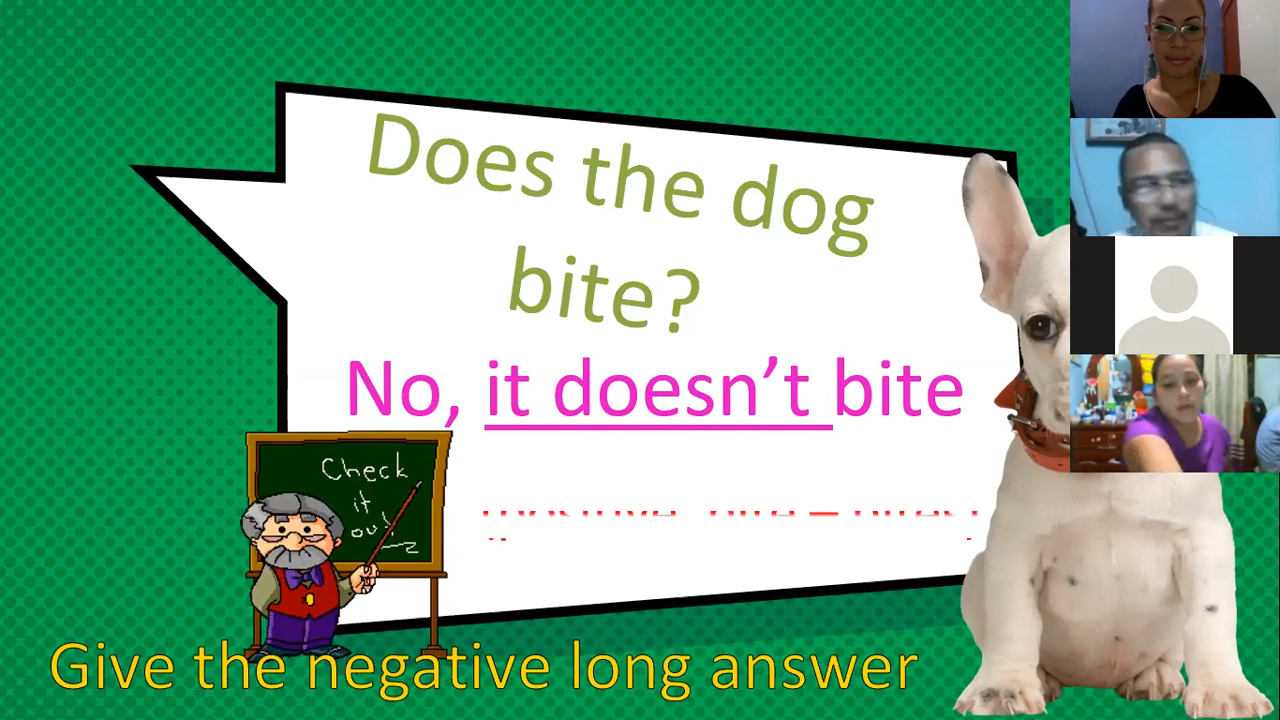 Does the dog
bite?
No, it doesn’t bite
Check
it
out!
Give the negative long answer